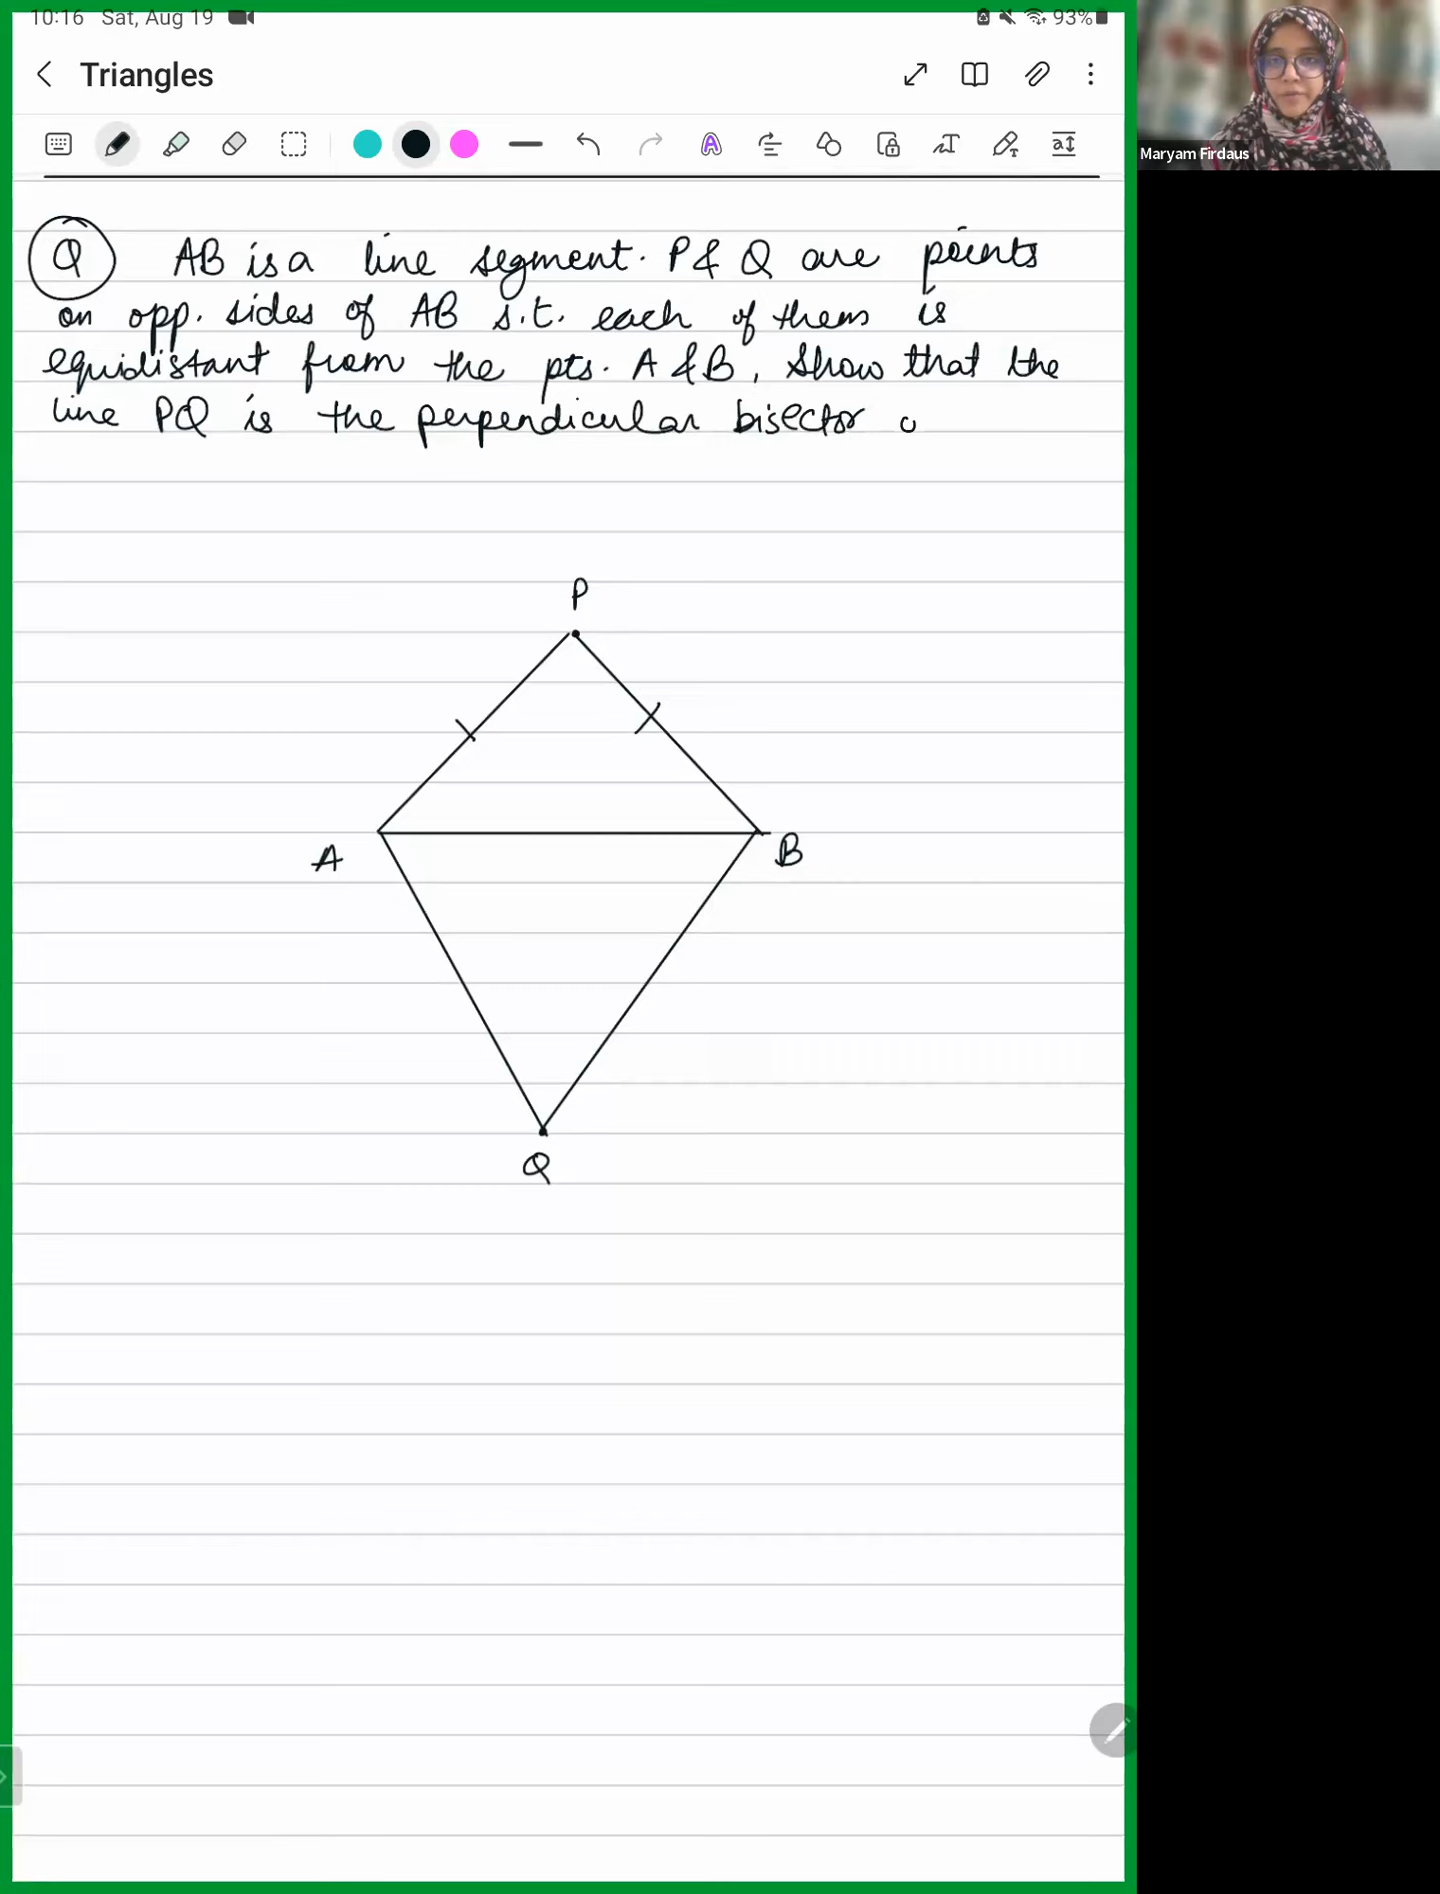 10:16 Sat, Aug 19
93%
Triangles
Maryam Firdaus
Q AB is a line segment. P & Q are points
on opp. sides of AB s.t. each of them is
equidistant from the pts. A & B, Show that the
line PQ is the perpendicular bisector o
P
A
B
Q